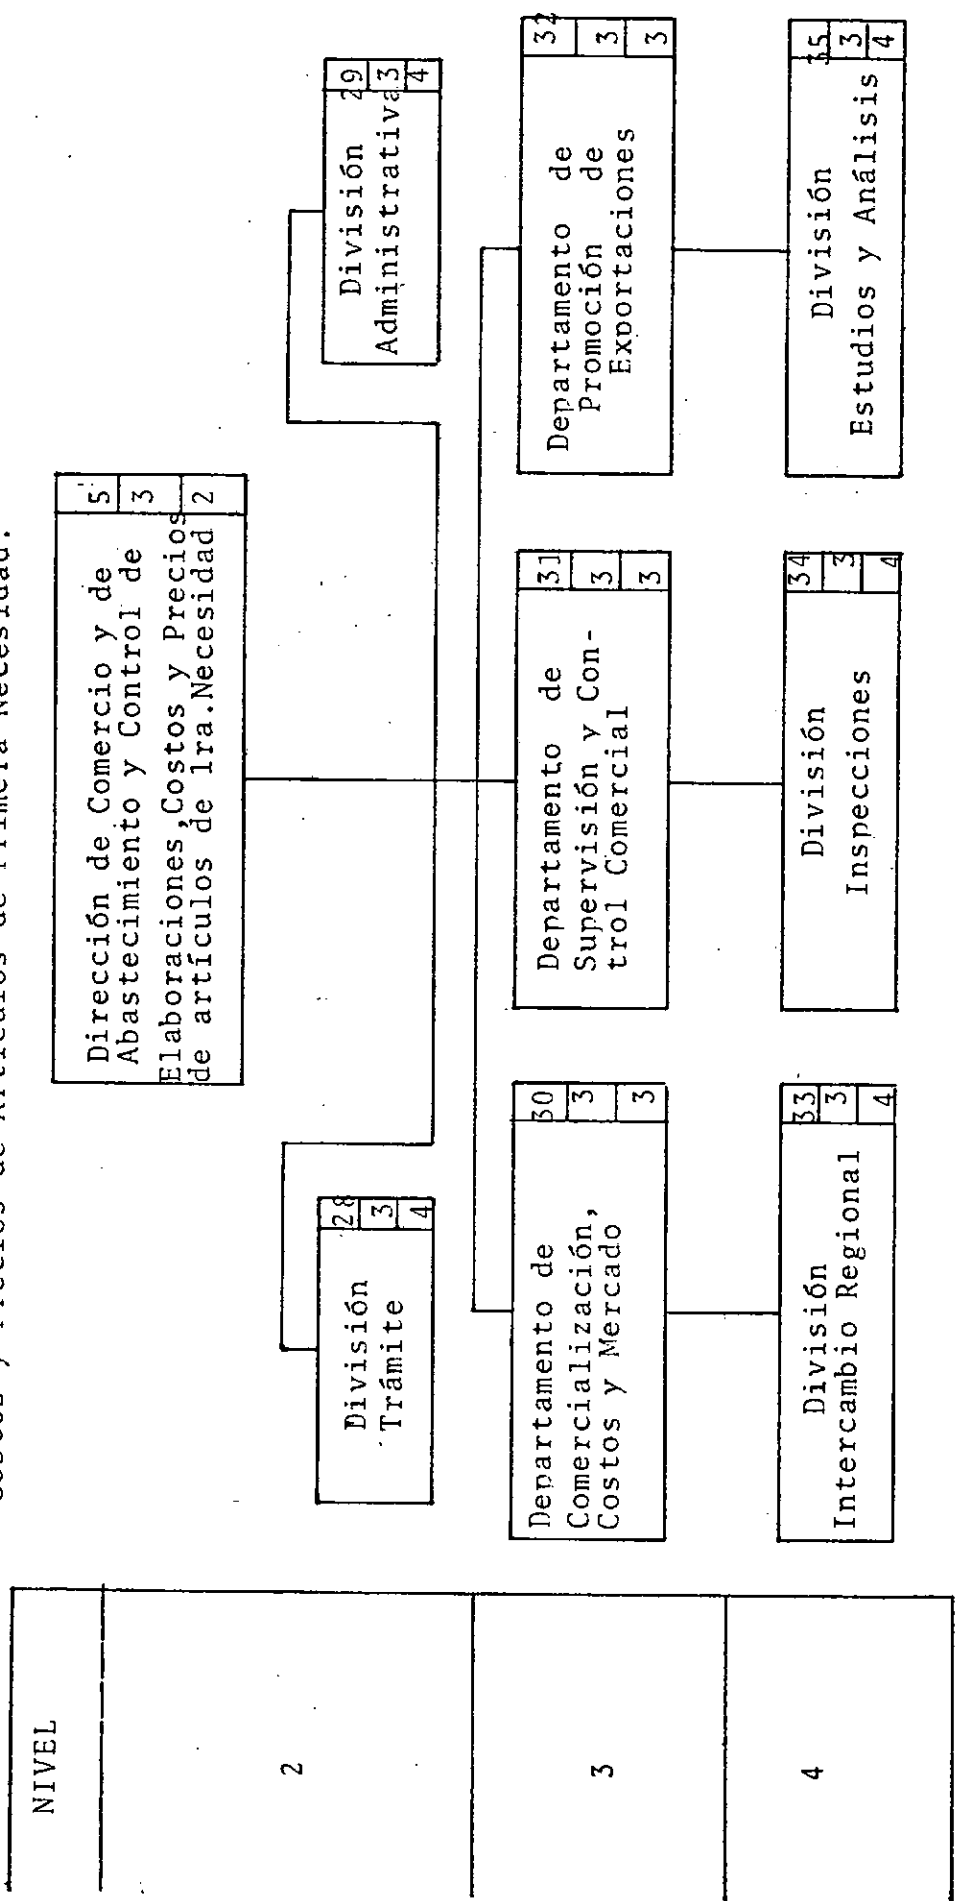 Costos y Precios de Artículos de Primera Necesidad.
NIVEL
2
3
4
Dirección de Comercio y de
Abastecimiento y Control de
Elaboraciones,Costos y Precios
de artículos de 1ra.Necesidad
5
3
2
División
Trámite
28
3
4
División
Administrativa
29
3
4
Departamento de
Comercialización,
Costos y Mercado
30
3
3
Departamento de
Supervisión y Con-
trol Comercial
31
3
3
Departamento de
Promoción de
Exportaciones
32
3
3
División
Intercambio Regional
33
3
4
División
Inspecciones
34
3
4
División
Estudios y Análisis
35
3
4